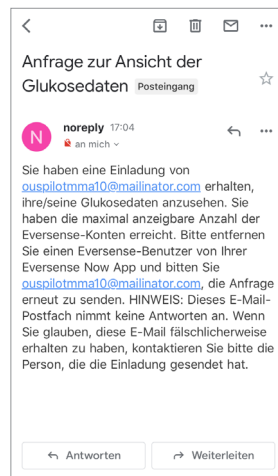 Anfrage zur Ansicht der
Glukosedaten Posteingang
noreply 17:04
N
an mich
Sie haben eine Einladung von
ouspilotmma10@mailinator.com erhalten,
ihre/seine Glukosedaten anzusehen. Sie
haben die maximal anzeigbare Anzahl der
Eversense-Konten erreicht. Bitte entfernen
Sie einen Eversense-Benutzer von Ihrer
Eversense Now App und bitten Sie
ouspilotmma10@mailinator.com, die Anfrage
erneut zu senden. HINWEIS: Dieses E-Mail-
Postfach nimmt keine Antworten an. Wenn
Sie glauben, diese E-Mail fälschlicherweise
erhalten zu haben, kontaktieren Sie bitte die
Person, die die Einladung gesendet hat.
Antworten
Weiterleiten